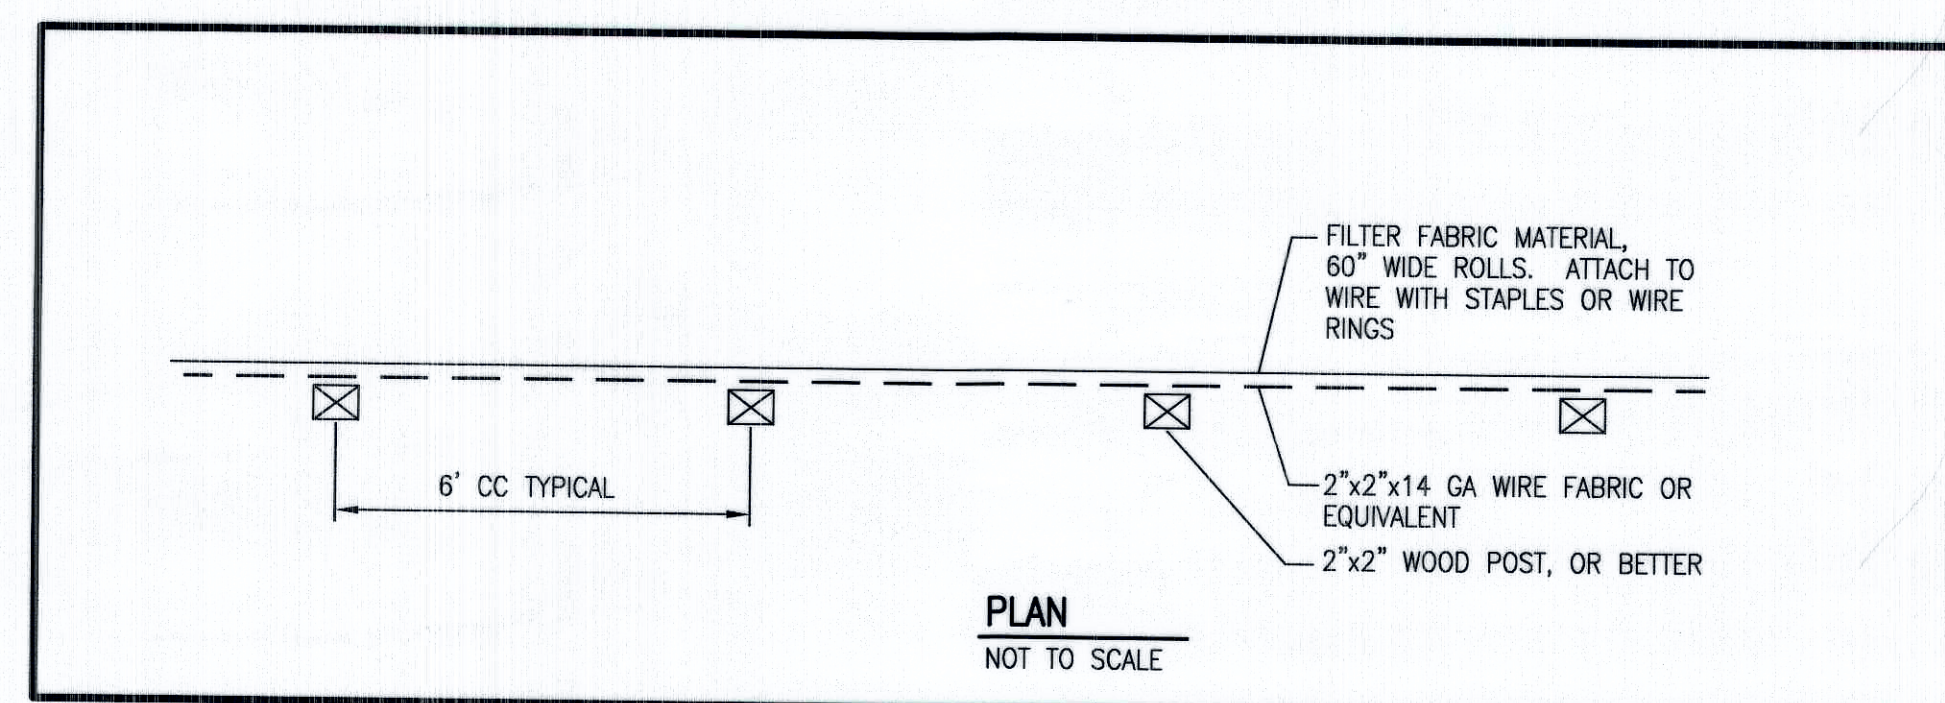 FILTER FABRIC MATERIAL,
60" WIDE ROLLS. ATTACH TO
WIRE WITH STAPLES OR WIRE
RINGS
6' CC TYPICAL
2"x2"x14 GA WIRE FABRIC OR
EQUIVALENT
2"x2" WOOD POST, OR BETTER
PLAN
NOT TO SCALE